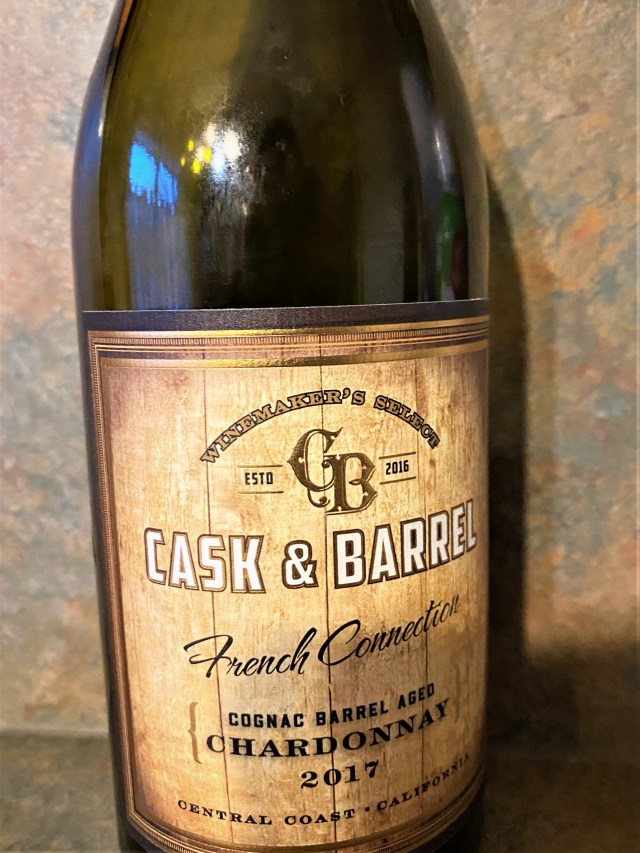 WINEMAKER'S SELECT
ESTD CB 2016
CASK & BARREL
French Connection
COGNAC BARREL AGED
CHARDONNAY
2017
CENTRAL COAST • CALIFORNIA